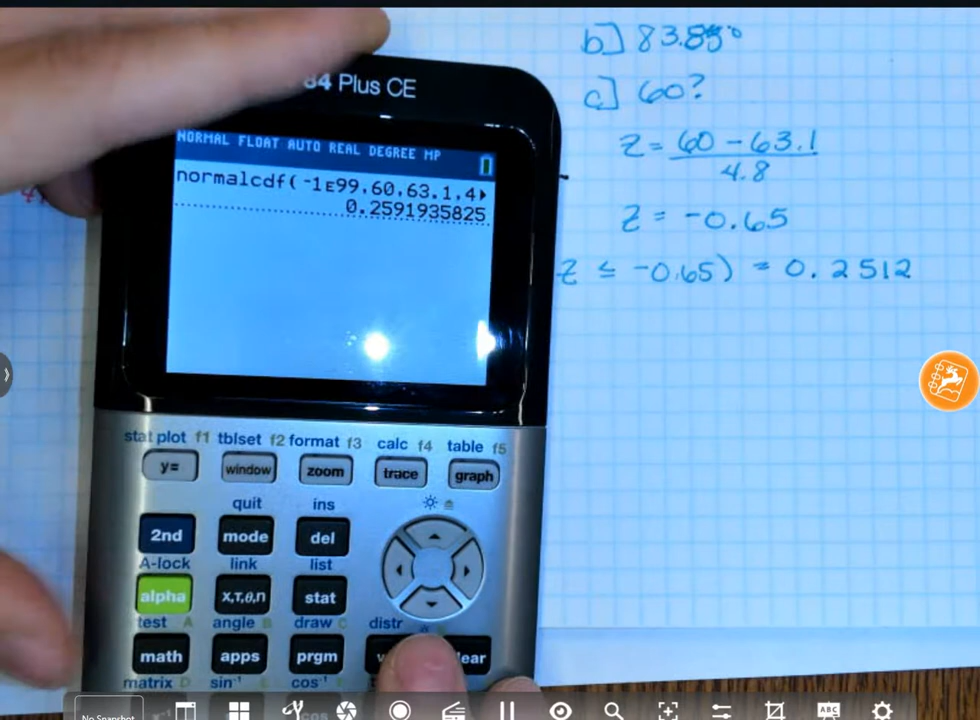 b] 83.85%
c] 60?
z = 60 - 63.1
4.8
z = -0.65
z ≤ -0.65) = 0.2512
84 Plus CE
NORMAL FLOAT AUTO REAL DEGREE MP
normalcdf(-1E99,60,63.1,4▶
0.2591935825
stat plot f1 tblset f2 format f3 calc f4 table f5
y= window zoom trace graph
quit ins
2nd mode del
A-lock link list
alpha X,T,θ,n stat
test A angle B draw C distr
math apps prgm
matrix D sin⁻¹ E cos⁻¹
No Snapshot
cos
ABC